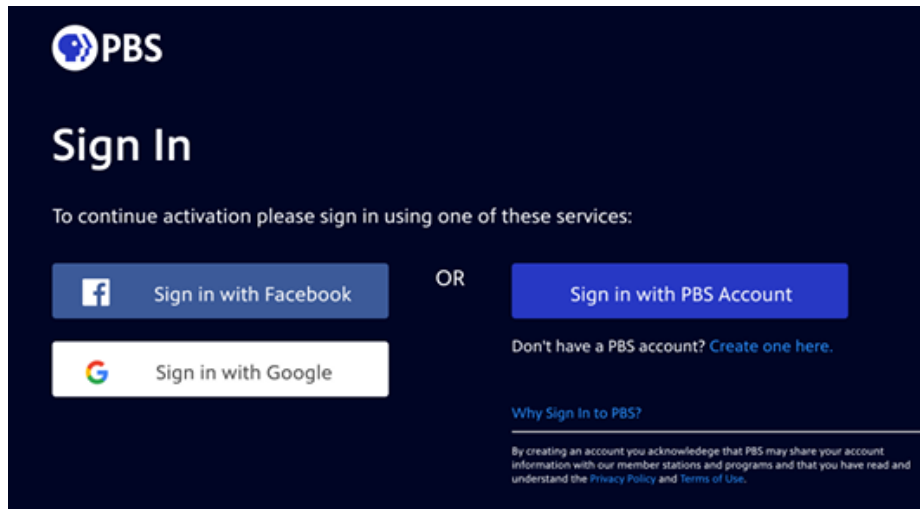 PBS
Sign In
To continue activation please sign in using one of these services:
Sign in with Facebook
Sign in with Google
OR
Sign in with PBS Account
Don't have a PBS account? Create one here.
Why Sign In to PBS?
By creating an account you acknowledege that PBS may share your account
information with our member stations and programs and that you have read and
understand the Privacy Policy and Terms of Use.